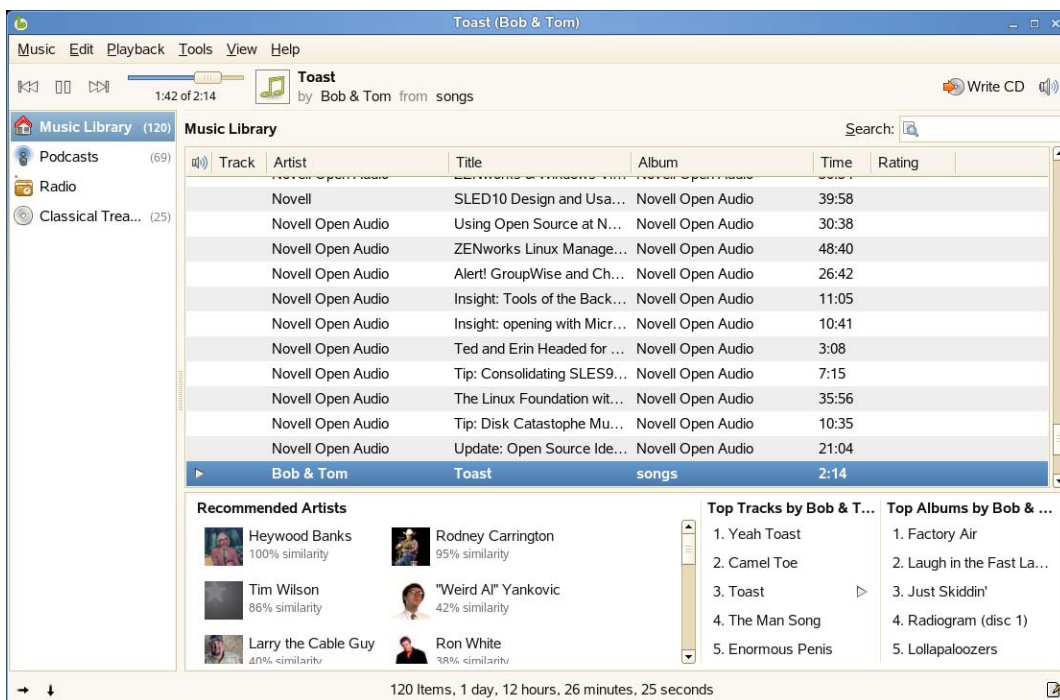 Toast (Bob & Tom)
Music Edit Playback Tools View Help
1:42 of 2:14
Toast
by Bob & Tom from songs
Write CD
Music Library (120)
Podcasts (69)
Radio
Classical Trea... (25)
Music Library
Search:
Track Artist Title Album Time Rating
Novell SLED10 Design and Usa... Novell Open Audio 39:58
Novell Open Audio Using Open Source at N... Novell Open Audio 30:38
Novell Open Audio ZENworks Linux Manage... Novell Open Audio 48:40
Novell Open Audio Alert! GroupWise and Ch... Novell Open Audio 26:42
Novell Open Audio Insight: Tools of the Back... Novell Open Audio 11:05
Novell Open Audio Insight: opening with Micr... Novell Open Audio 10:41
Novell Open Audio Ted and Erin Headed for ... Novell Open Audio 3:08
Novell Open Audio Tip: Consolidating SLES9... Novell Open Audio 7:15
Novell Open Audio The Linux Foundation wit... Novell Open Audio 35:56
Novell Open Audio Tip: Disk Catastophe Mu... Novell Open Audio 10:35
Novell Open Audio Update: Open Source Ide... Novell Open Audio 21:04
Bob & Tom Toast songs 2:14
Recommended Artists
Heywood Banks
100% similarity
Rodney Carrington
95% similarity
Tim Wilson
86% similarity
"Weird Al" Yankovic
42% similarity
Larry the Cable Guy
40% similarity
Ron White
38% similarity
Top Tracks by Bob & T...
1. Yeah Toast
2. Camel Toe
3. Toast
4. The Man Song
5. Enormous Penis
Top Albums by Bob & ...
1. Factory Air
2. Laugh in the Fast La...
3. Just Skiddin'
4. Radiogram (disc 1)
5. Lollapaloozers
120 Items, 1 day, 12 hours, 26 minutes, 25 seconds